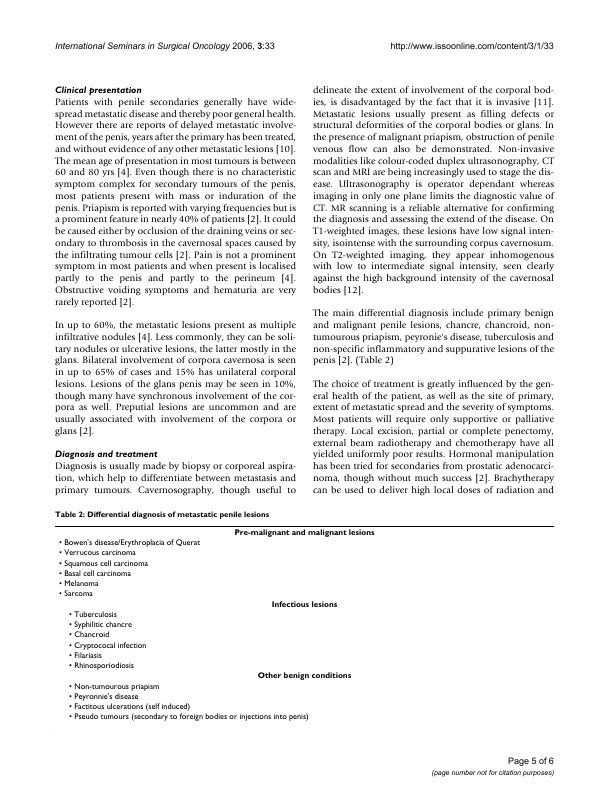 International Seminars in Surgical Oncology 2006, 3:33
http://www.issoonline.com/content/3/1/33
Clinical presentation
Patients with penile secondaries generally have wide-
spread metastatic disease and thereby poor general health.
However there are reports of delayed metastatic involve-
ment of the penis, years after the primary has been treated,
and without evidence of any other metastatic lesions [10].
The mean age of presentation in most tumours is between
60 and 80 yrs [4]. Even though there is no characteristic
symptom complex for secondary tumours of the penis,
most patients present with mass or induration of the
penis. Priapism is reported with varying frequencies but is
a prominent feature in nearly 40% of patients [2]. It could
be caused either by occlusion of the draining veins or sec-
ondary to thrombosis in the cavernosal spaces caused by
the infiltrating tumour cells [2]. Pain is not a prominent
symptom in most patients and when present is localised
partly to the penis and partly to the perineum [4].
Obstructive voiding symptoms and hematuria are very
rarely reported [2].
In up to 60%, the metastatic lesions present as multiple
infiltrative nodules [4]. Less commonly, they can be soli-
tary nodules or ulcerative lesions, the latter mostly in the
glans. Bilateral involvement of corpora cavernosa is seen
in up to 65% of cases and 15% has unilateral corporal
lesions. Lesions of the glans penis may be seen in 10%,
though many have synchronous involvement of the cor-
pora as well. Preputial lesions are uncommon and are
usually associated with involvement of the corpora or
glans [2].
Diagnosis and treatment
Diagnosis is usually made by biopsy or corporeal aspira-
tion, which help to differentiate between metastasis and
primary tumours. Cavernosography, though useful to
delineate the extent of involvement of the corporal bod-
ies, is disadvantaged by the fact that it is invasive [11].
Metastatic lesions usually present as filling defects or
structural deformities of the corporal bodies or glans. In
the presence of malignant priapism, obstruction of penile
venous flow can also be demonstrated. Non-invasive
modalities like colour-coded duplex ultrasonography, CT
scan and MRI are being increasingly used to stage the dis-
ease. Ultrasonography is operator dependant whereas
imaging in only one plane limits the diagnostic value of
CT. MR scanning is a reliable alternative for confirming
the diagnosis and assessing the extend of the disease. On
T1-weighted images, these lesions have low signal inten-
sity, isointense with the surrounding corpus cavernosum.
On T2-weighted imaging, they appear inhomogenous
with low to intermediate signal intensity, seen clearly
against the high background intensity of the cavernosal
bodies [12].
The main differential diagnosis include primary benign
and malignant penile lesions, chancre, chancroid, non-
tumourous priapism, peyronie's disease, tuberculosis and
non-specific inflammatory and suppurative lesions of the
penis [2]. (Table 2)
The choice of treatment is greatly influenced by the gen-
eral health of the patient, as well as the site of primary,
extent of metastatic spread and the severity of symptoms.
Most patients will require only supportive or palliative
therapy. Local excision, partial or complete penectomy,
external beam radiotherapy and chemotherapy have all
yielded uniformly poor results. Hormonal manipulation
has been tried for secondaries from prostatic adenocarci-
noma, though without much success [2]. Brachytherapy
can be used to deliver high local doses of radiation and
Table 2: Differential diagnosis of metastatic penile lesions
Pre-malignant and malignant lesions
• Bowen's disease/Erythroplacia of Querat
• Verrucous carcinoma
• Squamous cell carcinoma
• Basal cell carcinoma
• Melanoma
• Sarcoma
Infectious lesions
• Tuberculosis
• Syphilitic chancre
• Chancroid
• Cryptococal infection
• Filariasis
• Rhinosporiodiosis
Other benign conditions
• Non-tumourous priapism
• Peyronnie's disease
• Factitous ulcerations (self induced)
• Pseudo tumours (secondary to foreign bodies or injections into penis)
Page 5 of 6
(page number not for citation purposes)